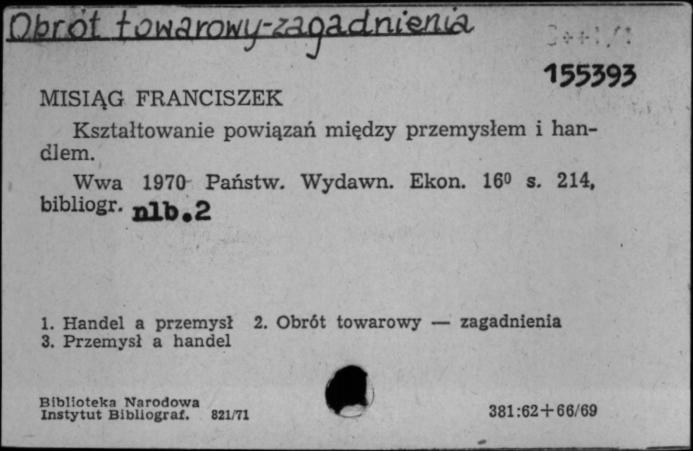 Obrót towarowy-zagadnienia
155393
MISIĄG FRANCISZEK
Kształtowanie powiązań między przemysłem i han-
dlem.
Wwa 1970 Państw. Wydawn. Ekon. 16⁰ s. 214,
bibliogr. nlb.2
1. Handel a przemysł 2. Obrót towarowy — zagadnienia
3. Przemysł a handel
Biblioteka Narodowa
Instytut Bibliograf. 821/71
381:62+66/69